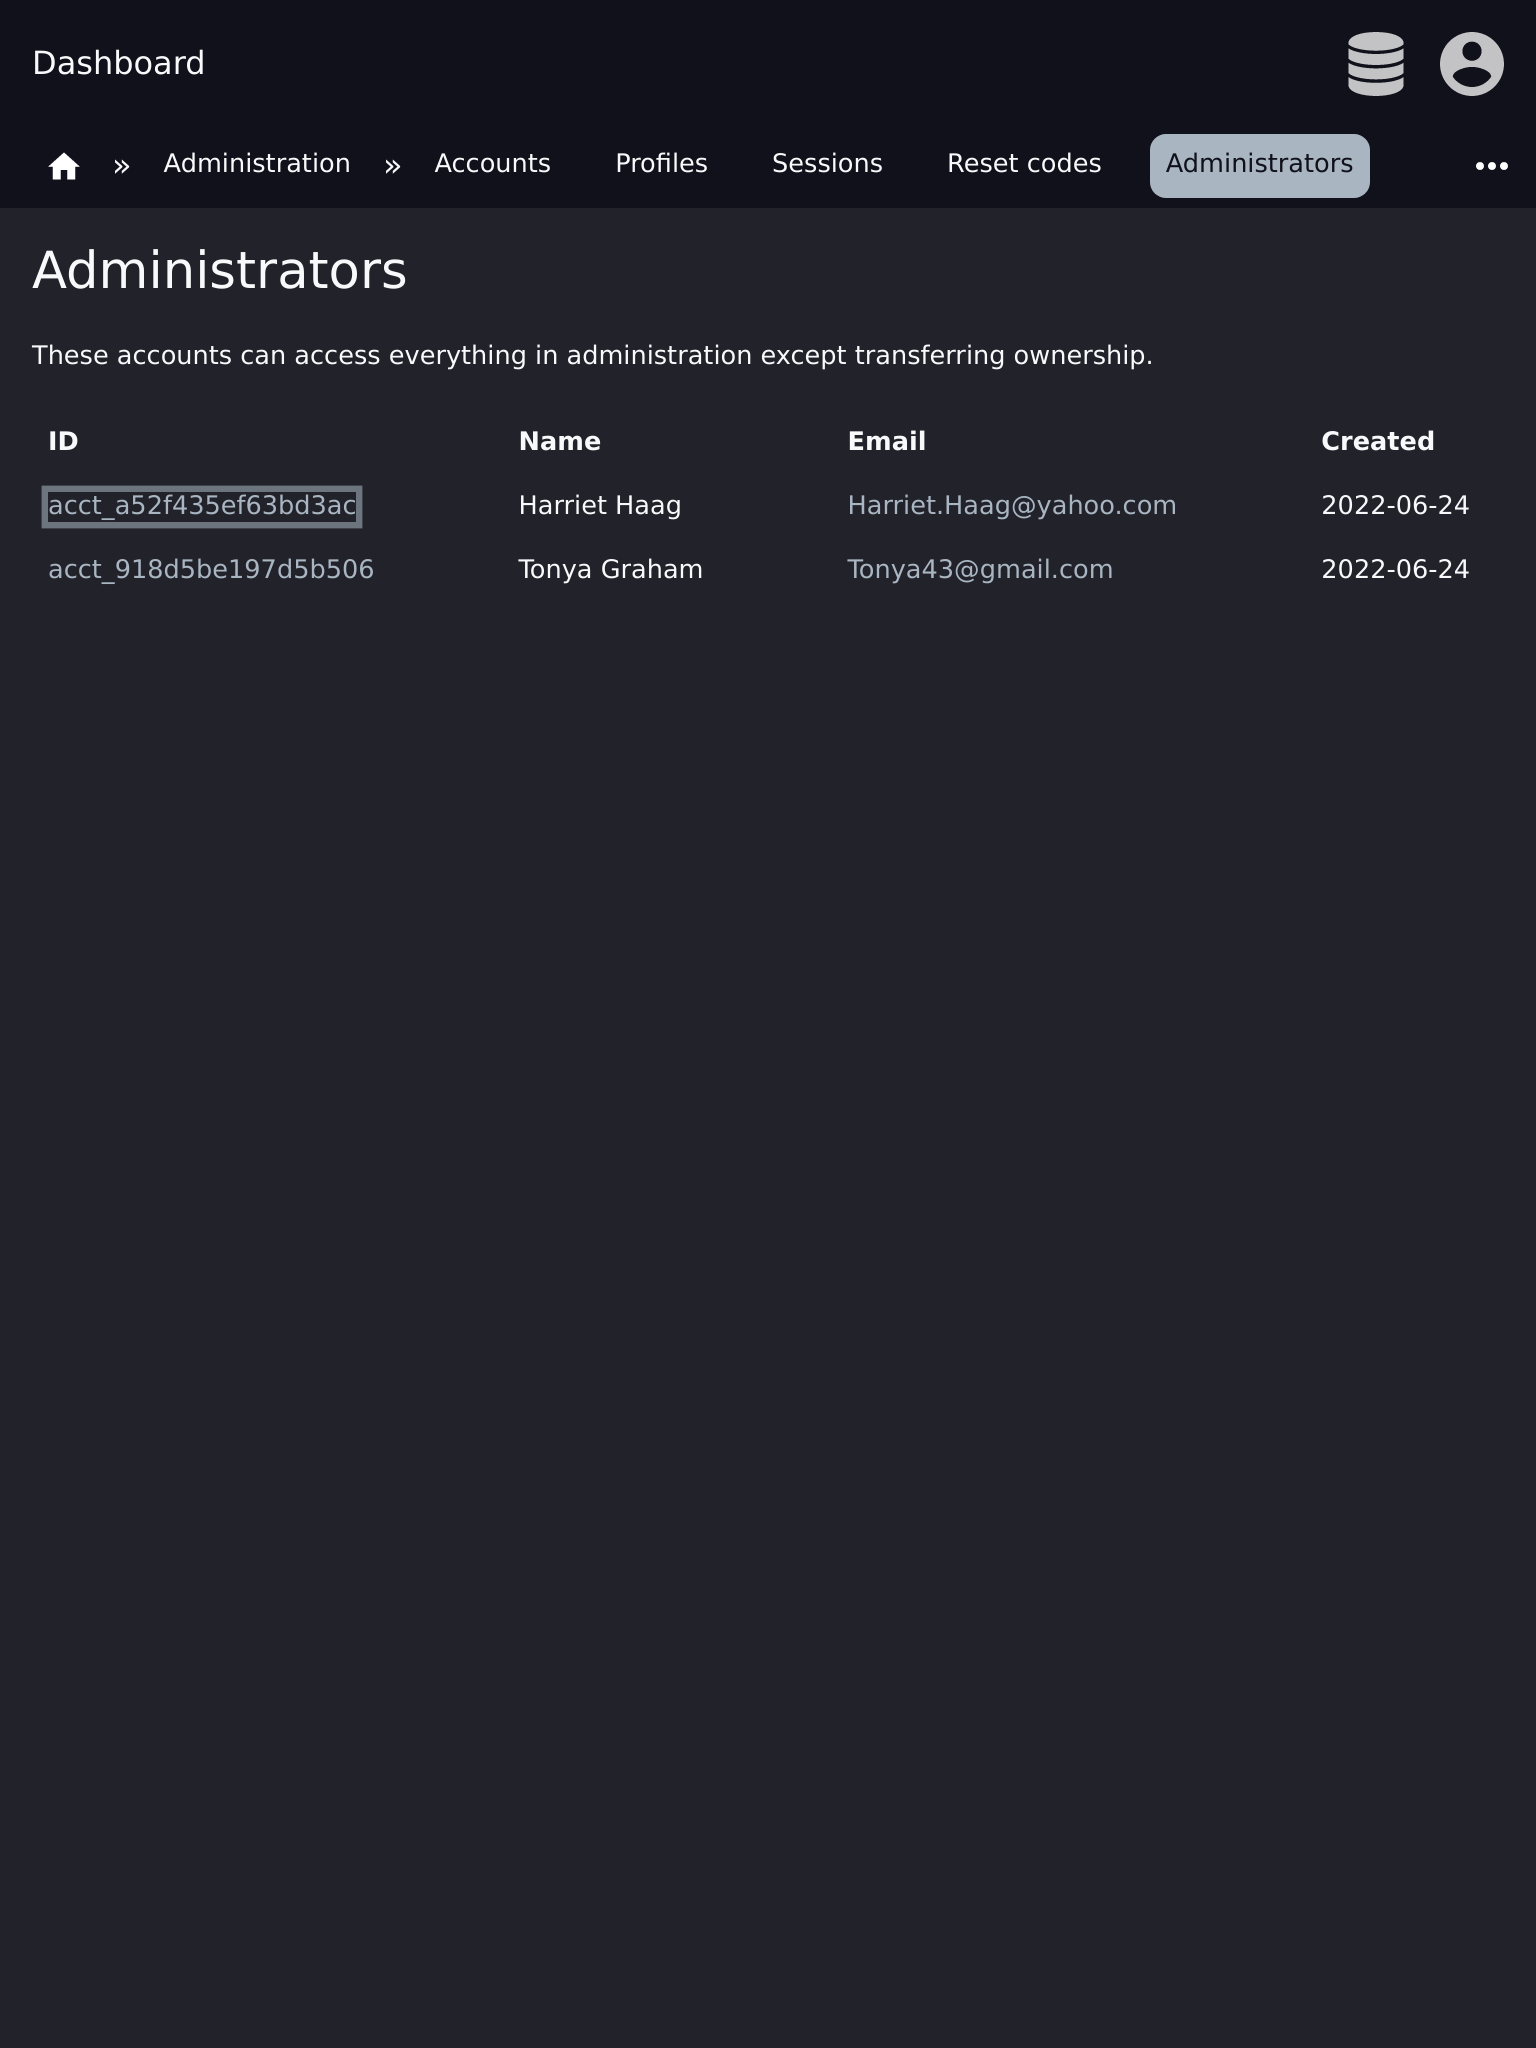 Dashboard
» Administration » Accounts Profiles Sessions Reset codes Administrators
Administrators
These accounts can access everything in administration except transferring ownership.
ID Name Email Created
acct_a52f435ef63bd3ac Harriet Haag Harriet.Haag@yahoo.com 2022-06-24
acct_918d5be197d5b506 Tonya Graham Tonya43@gmail.com 2022-06-24